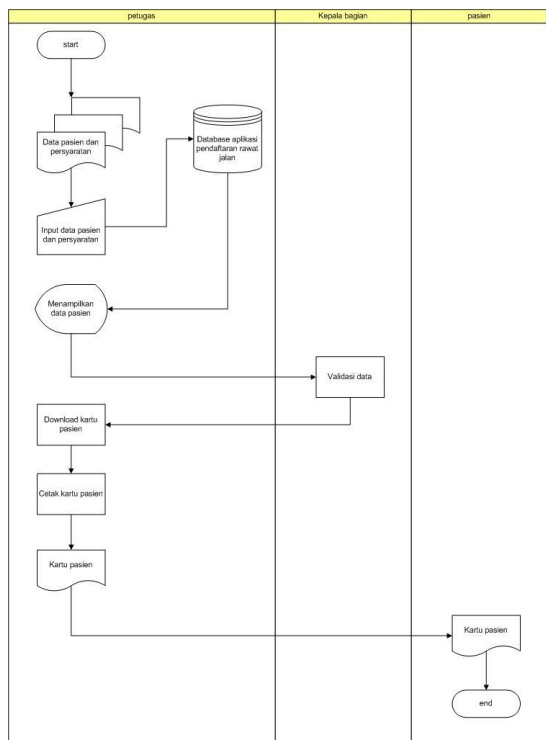 petugas
Kepala bagian
pasien
start
Data pasien dan
persyaratan
Database aplikasi
pendaftaran rawat
jalan
Input data pasien
dan persyaratan
Menampilkan
data pasien
Validasi data
Download kartu
pasien
Cetak kartu pasien
Kartu pasien
Kartu pasien
end